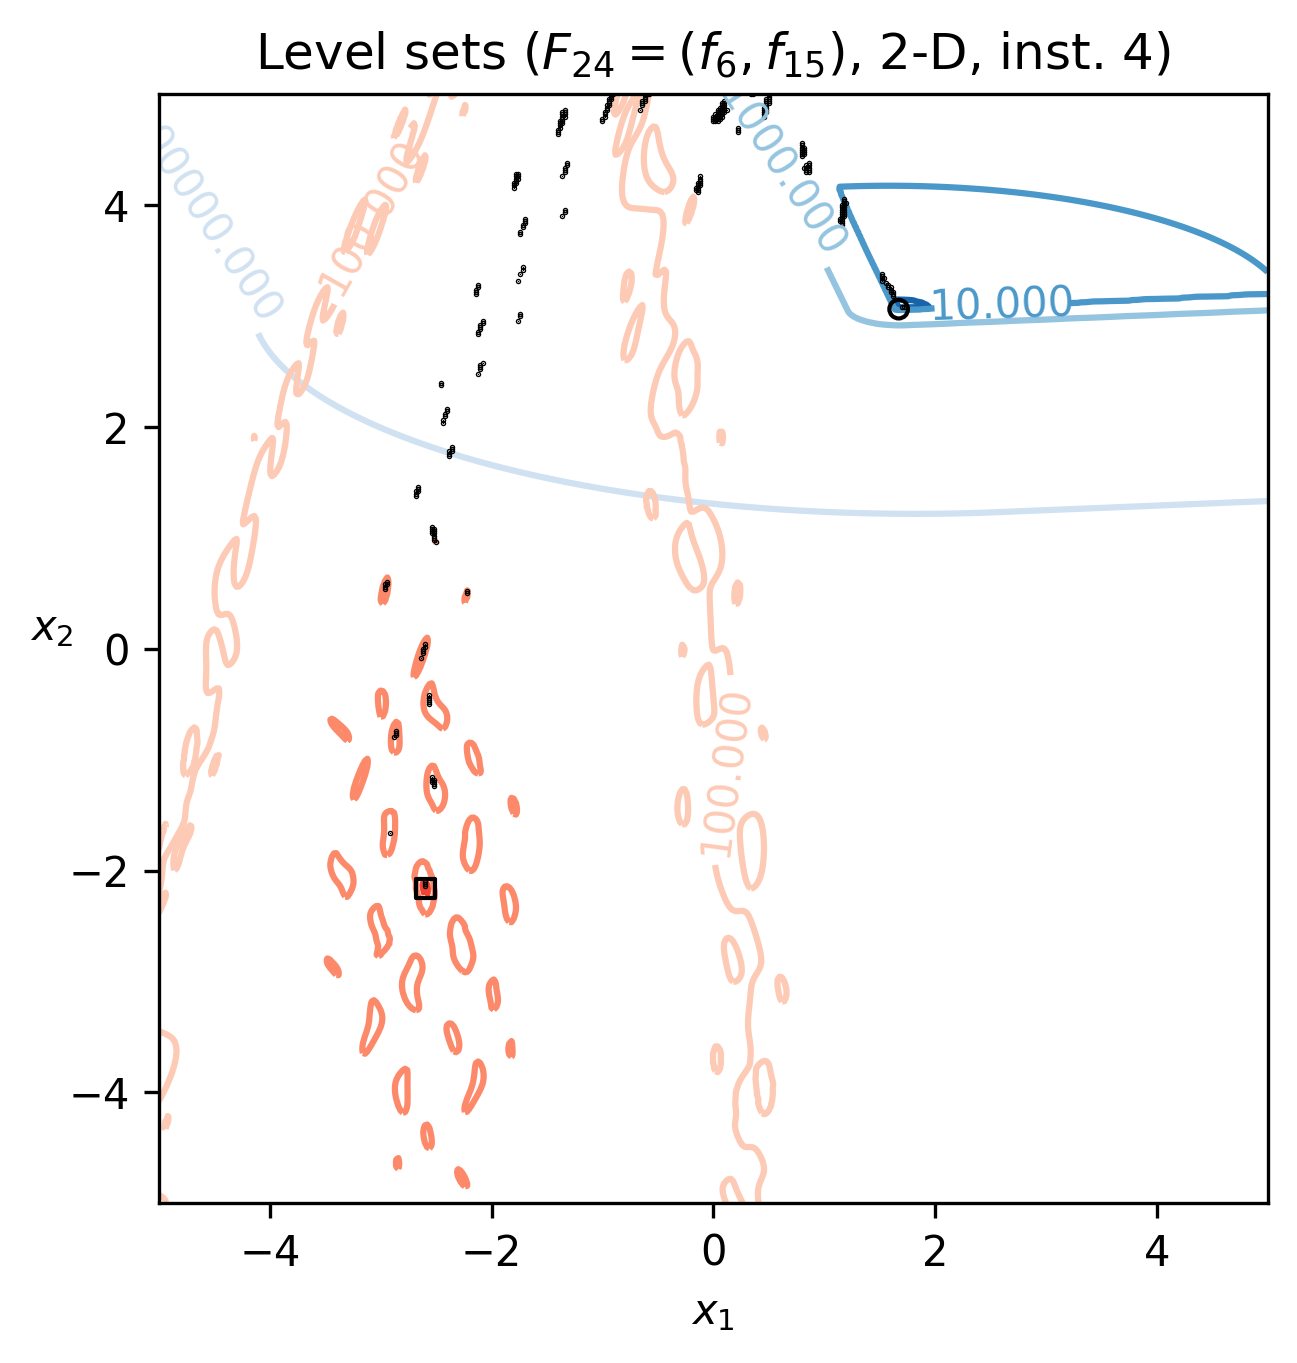 Level sets (F₂₄ = (f₆, f₁₅), 2-D, inst. 4)
1000.000
4
10.000
2
x₂
0
100.000
−2
−4
−4 −2 0 2 4
x₁